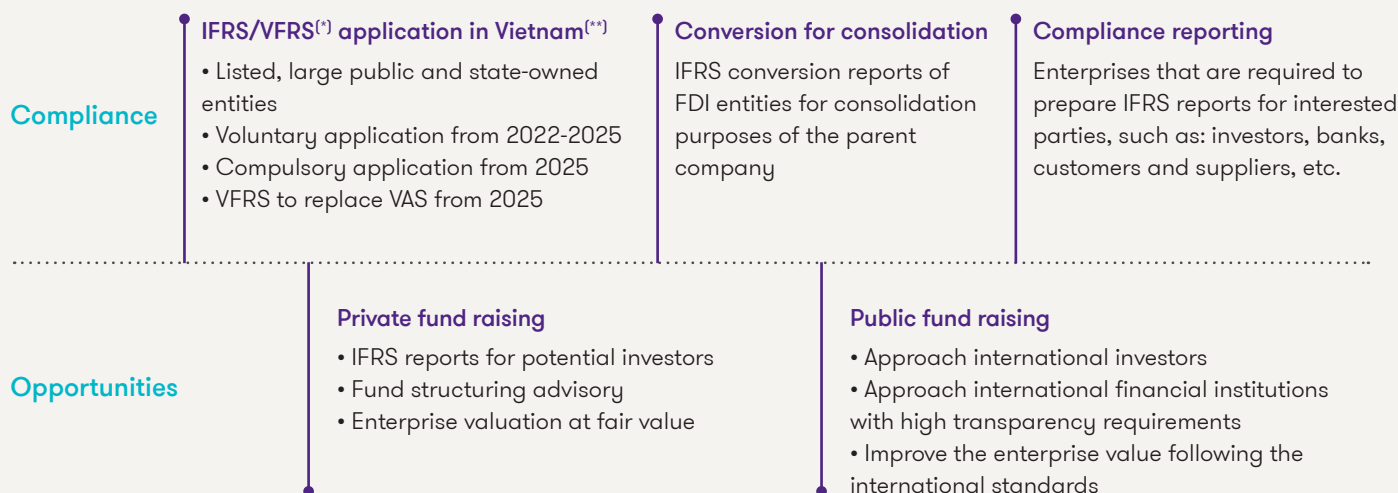 Compliance
IFRS/VFRS(*) application in Vietnam(**)
• Listed, large public and state-owned
entities
• Voluntary application from 2022-2025
• Compulsory application from 2025
• VFRS to replace VAS from 2025
Conversion for consolidation
IFRS conversion reports of
FDI entities for consolidation
purposes of the parent
company
Compliance reporting
Enterprises that are required to
prepare IFRS reports for interested
parties, such as: investors, banks,
customers and suppliers, etc.
Opportunities
Private fund raising
• IFRS reports for potential investors
• Fund structuring advisory
• Enterprise valuation at fair value
Public fund raising
• Approach international investors
• Approach international financial institutions
with high transparency requirements
• Improve the enterprise value following the
international standards